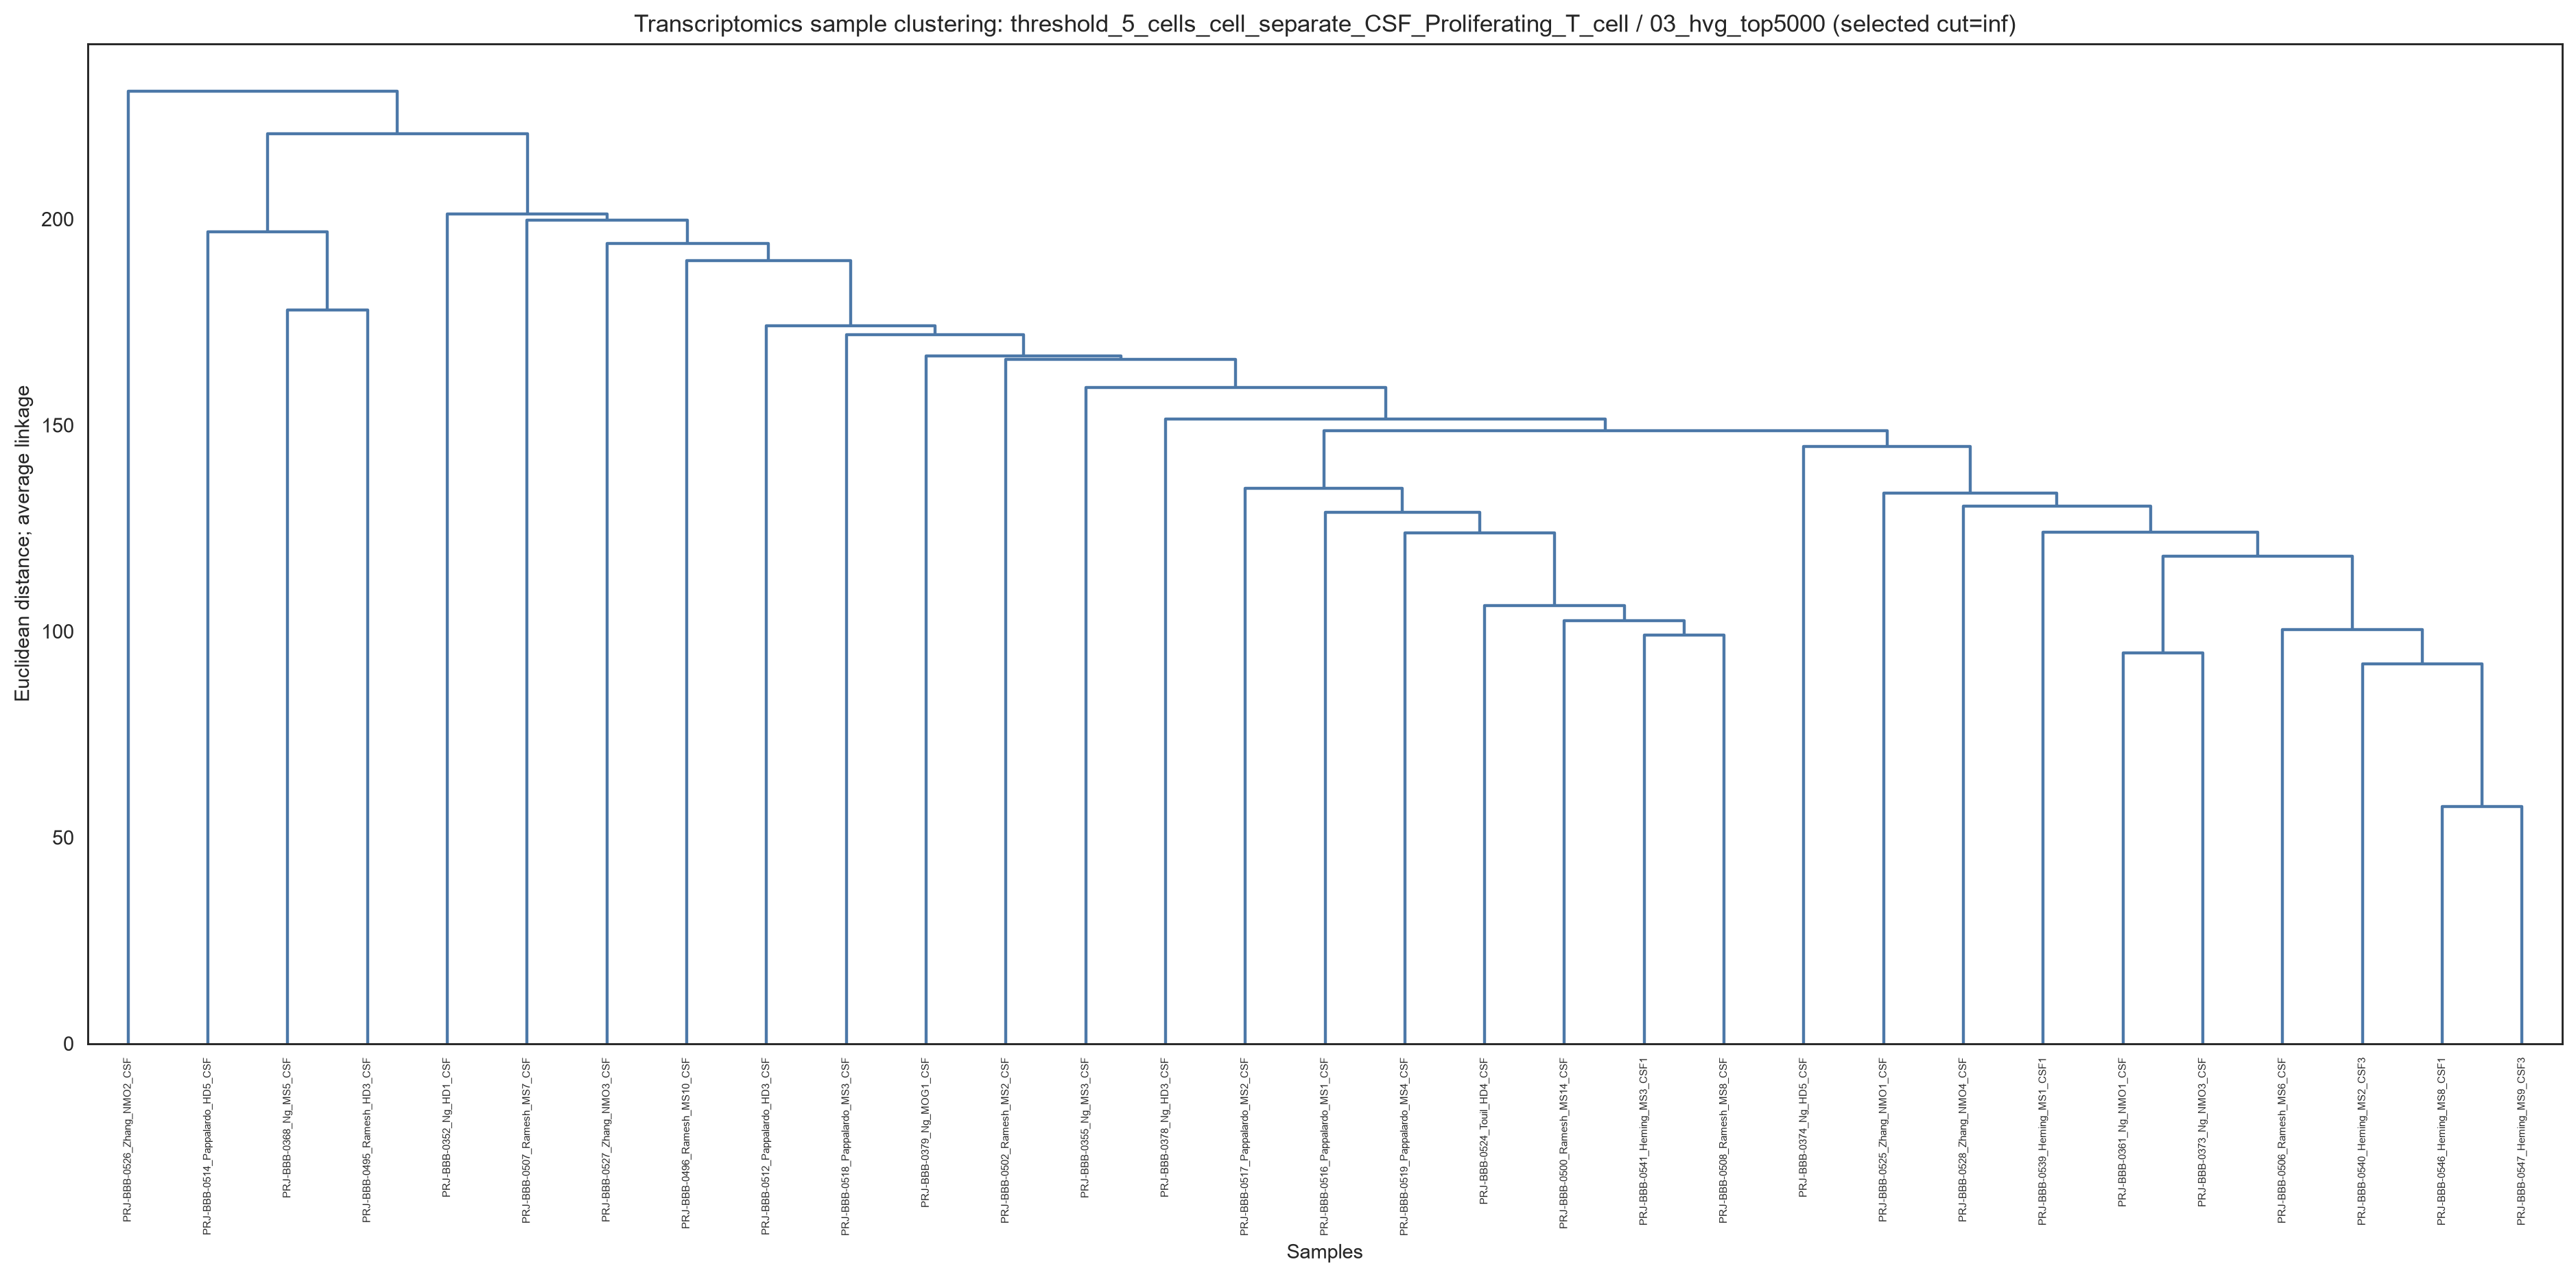 Transcriptomics sample clustering: threshold_5_cells_cell_separate_CSF_Proliferating_T_cell / 03_hvg_top5000 (selected cut=inf)
Euclidean distance; average linkage
200
150
100
50
0
PRJ-BBB-0526_Zhang_NMO2_CSF
PRJ-BBB-0514_Pappalardo_HD5_CSF
PRJ-BBB-0368_Ng_MS5_CSF
PRJ-BBB-0495_Ramesh_HD3_CSF
PRJ-BBB-0352_Ng_HD1_CSF
PRJ-BBB-0507_Ramesh_MS7_CSF
PRJ-BBB-0527_Zhang_NMO3_CSF
PRJ-BBB-0496_Ramesh_MS10_CSF
PRJ-BBB-0512_Pappalardo_HD3_CSF
PRJ-BBB-0518_Pappalardo_MS3_CSF
PRJ-BBB-0379_Ng_MOG1_CSF
PRJ-BBB-0502_Ramesh_MS2_CSF
PRJ-BBB-0355_Ng_MS3_CSF
PRJ-BBB-0378_Ng_HD3_CSF
PRJ-BBB-0517_Pappalardo_MS2_CSF
PRJ-BBB-0516_Pappalardo_MS1_CSF
PRJ-BBB-0519_Pappalardo_MS4_CSF
PRJ-BBB-0524_Touil_HD4_CSF
PRJ-BBB-0500_Ramesh_MS14_CSF
PRJ-BBB-0541_Heming_MS3_CSF1
PRJ-BBB-0508_Ramesh_MS8_CSF
PRJ-BBB-0374_Ng_HD5_CSF
PRJ-BBB-0525_Zhang_NMO1_CSF
PRJ-BBB-0528_Zhang_NMO4_CSF
PRJ-BBB-0539_Heming_MS1_CSF1
PRJ-BBB-0361_Ng_NMO1_CSF
PRJ-BBB-0373_Ng_NMO3_CSF
PRJ-BBB-0506_Ramesh_MS6_CSF
PRJ-BBB-0540_Heming_MS2_CSF3
PRJ-BBB-0546_Heming_MS8_CSF1
PRJ-BBB-0547_Heming_MS9_CSF3
Samples